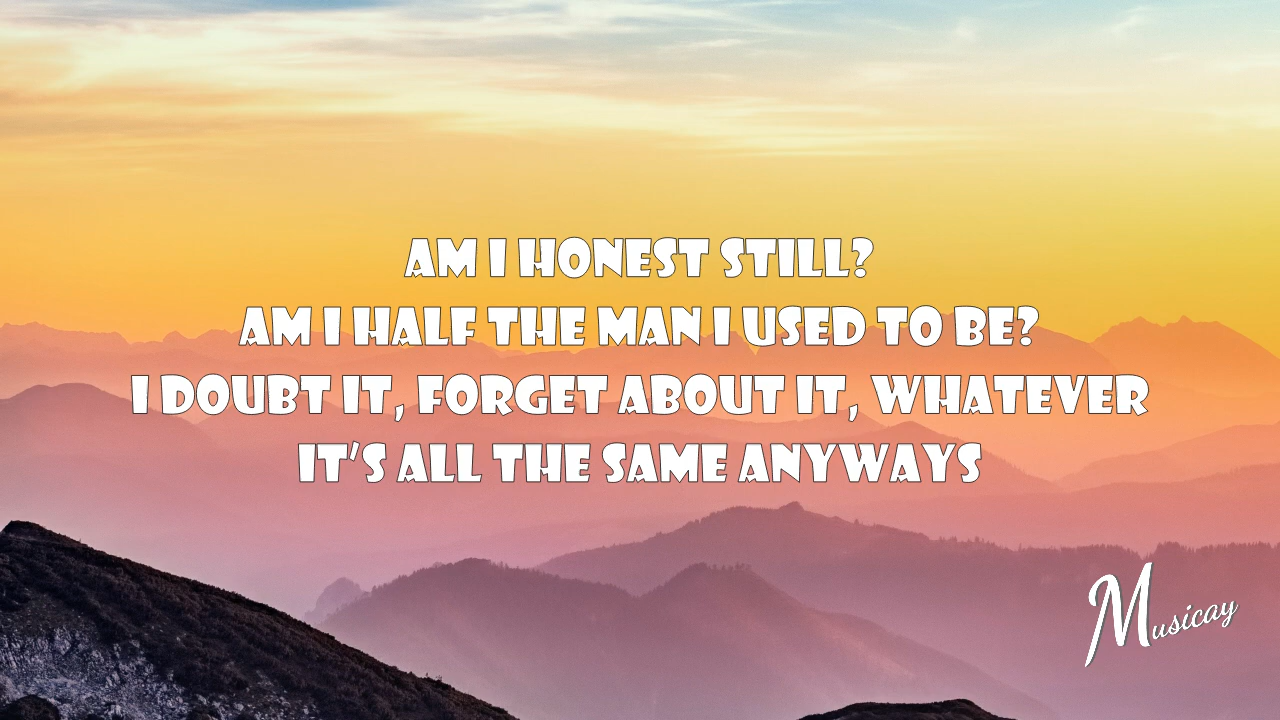 AM I HONEST STILL?
AM I HALF THE MAN I USED TO BE?
I DOUBT IT, FORGET ABOUT IT, WHATEVER
IT'S ALL THE SAME ANYWAYS
Musicay